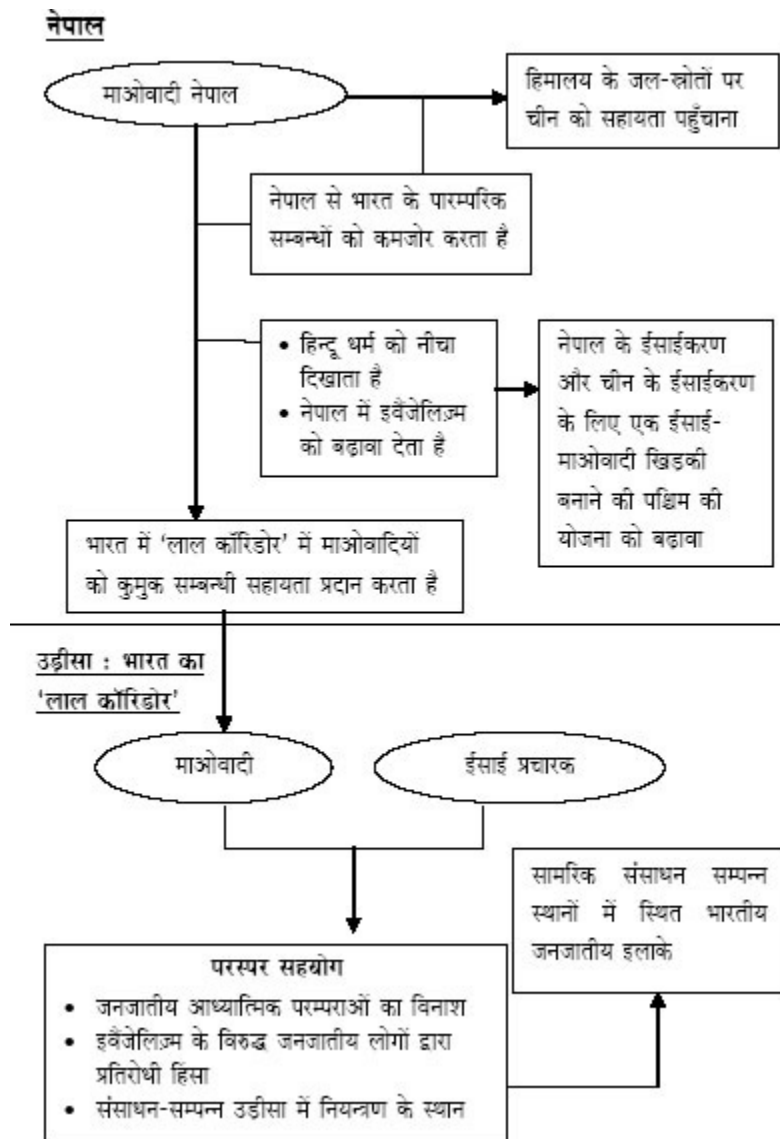 नेपाल
माओवादी नेपाल
हिमालय के जल-स्रोतों पर
चीन को सहायता पहुँचाना
नेपाल से भारत के पारम्परिक
सम्बन्धों को कमजोर करता है
• हिन्दू धर्म को नीचा
दिखाता है
• नेपाल में इवैंजेलिज़्म
को बढ़ावा देता है
नेपाल के ईसाईकरण
और चीन के ईसाईकरण
के लिए एक ईसाई-
माओवादी खिड़की
बनाने की पश्चिम की
योजना को बढ़ावा
भारत में ‘लाल कॉरिडोर’ में माओवादियों
को कुमुक सम्बन्धी सहायता प्रदान करता है
उड़ीसा : भारत का
‘लाल कॉरिडोर’
माओवादी
ईसाई प्रचारक
सामरिक संसाधन सम्पन्न
स्थानों में स्थित भारतीय
जनजातीय इलाके
परस्पर सहयोग
• जनजातीय आध्यात्मिक परम्पराओं का विनाश
• इवैंजेलिज़्म के विरुद्ध जनजातीय लोगों द्वारा
प्रतिरोधी हिंसा
• संसाधन-सम्पन्न उड़ीसा में नियन्त्रण के स्थान